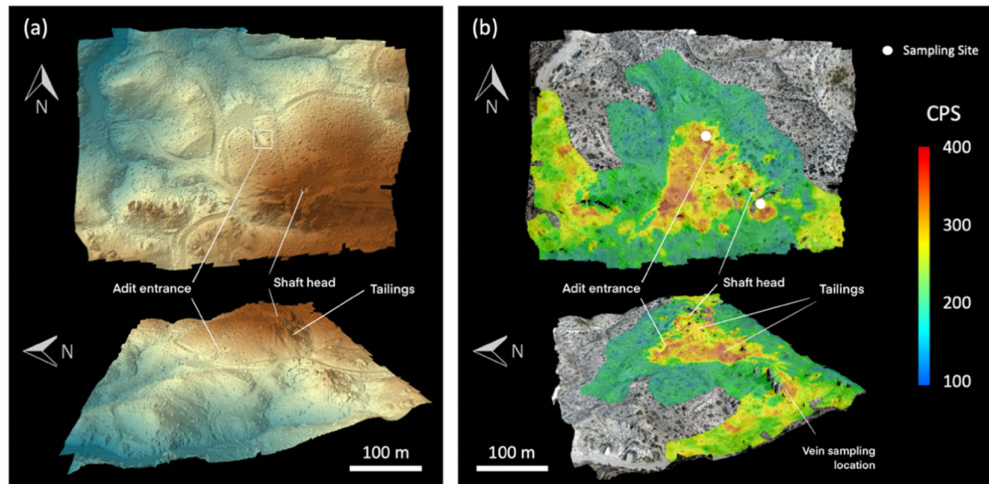 (a)
N
Adit entrance
Shaft head
Tailings
N
100 m
(b)
N
Sampling Site
CPS
400
300
200
100
Adit entrance
Shaft head
Tailings
N
100 m
Vein sampling
location